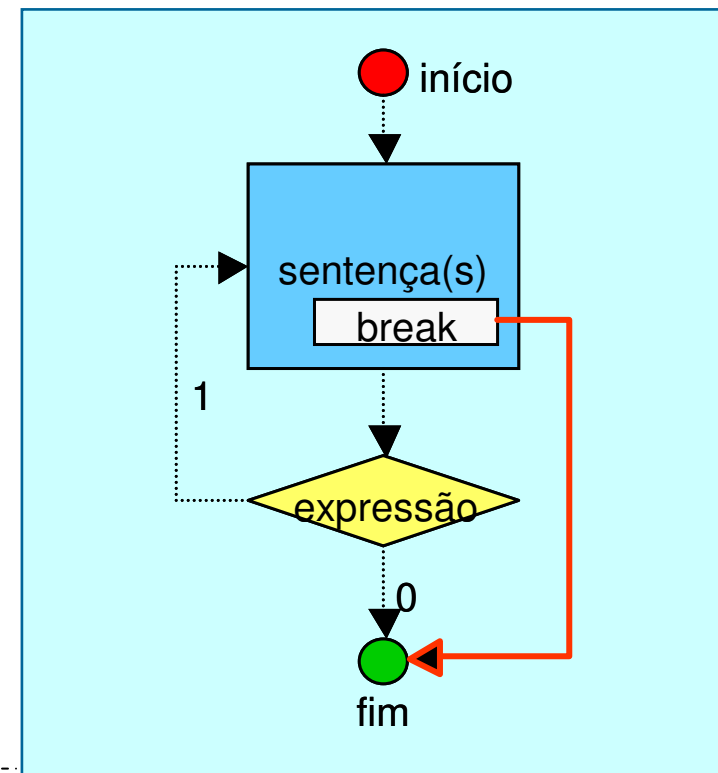 início
sentença(s)
break
1
expressão
0
fim